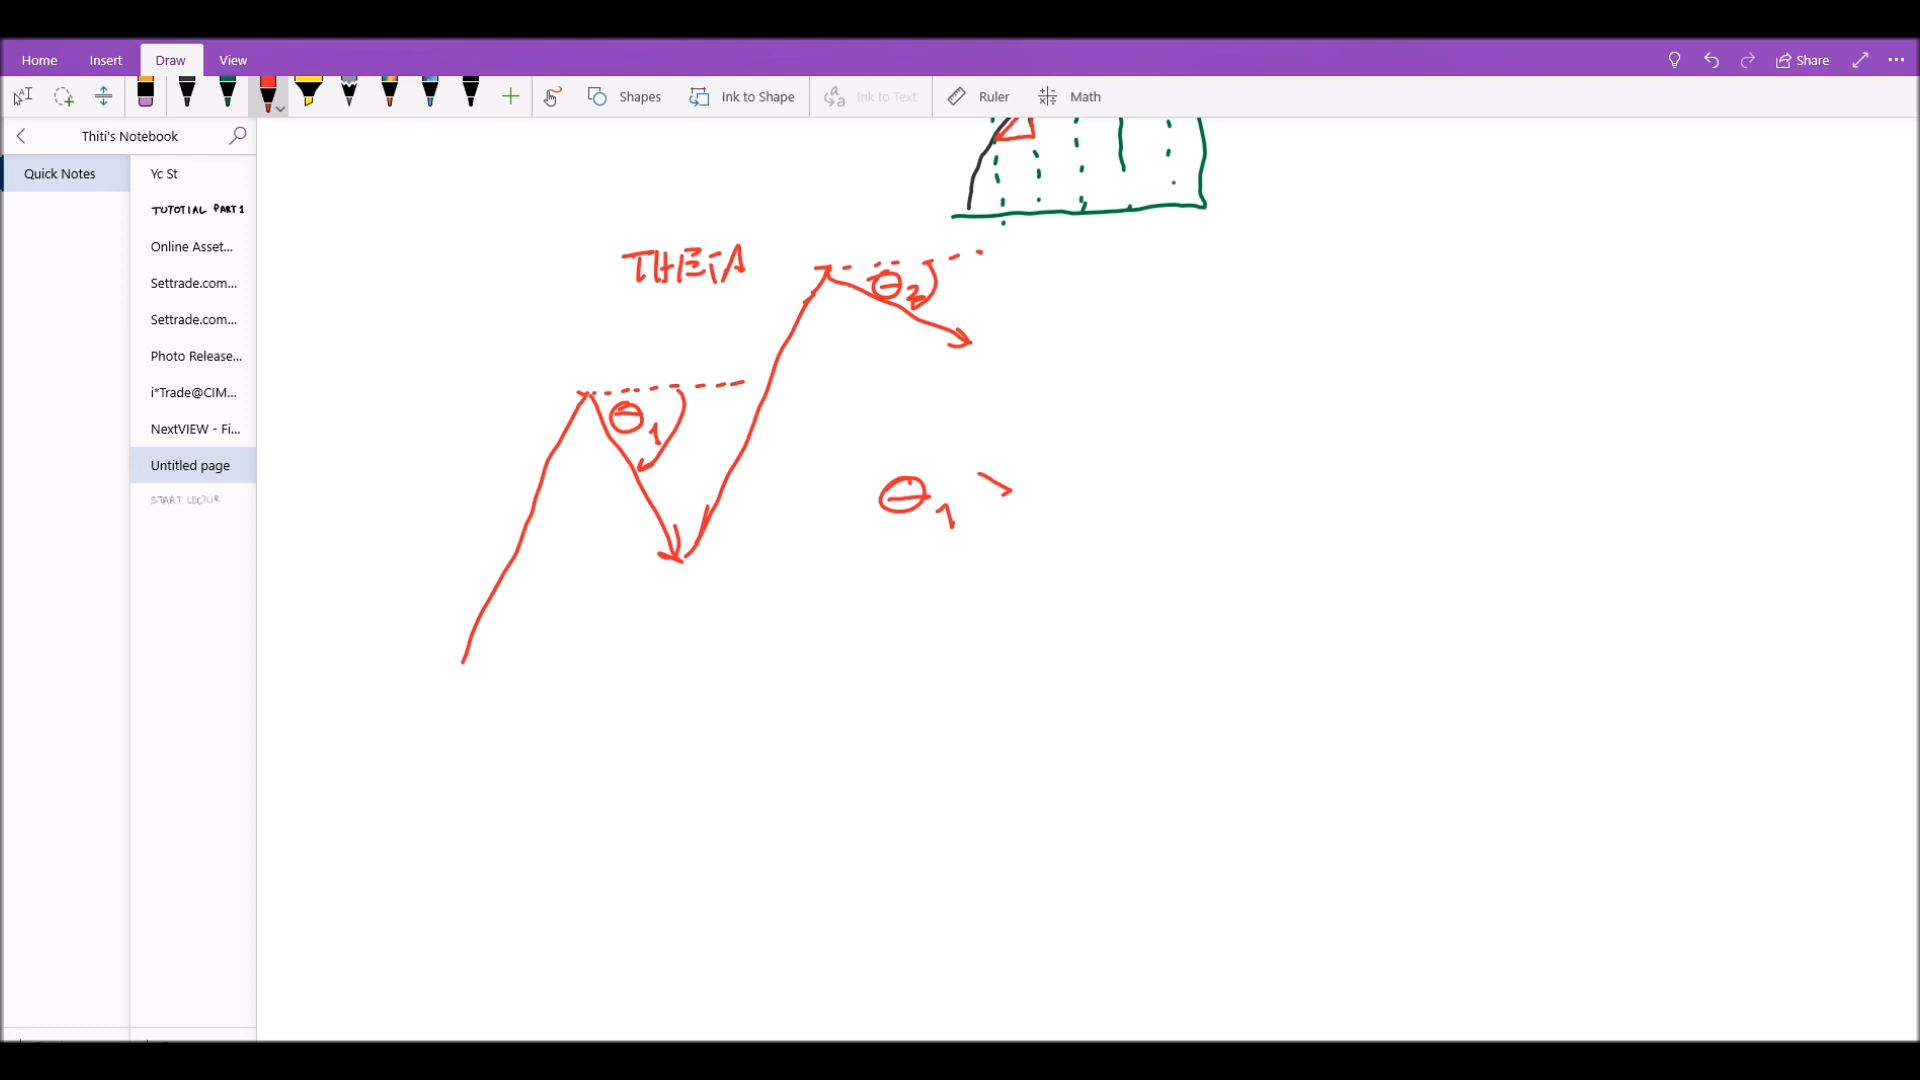 Home Insert Draw View Share
Shapes Ink to Shape Ink to Text Ruler Math
Thiti's Notebook
Quick Notes
Yc St
TUTOTIAL PART 1
Online Asset...
Settrade.com...
Settrade.com...
Photo Release...
i*Trade@CIM...
NextVIEW - Fi...
Untitled page
START LECTUR
THETA
θ2
θ1
θ1 >